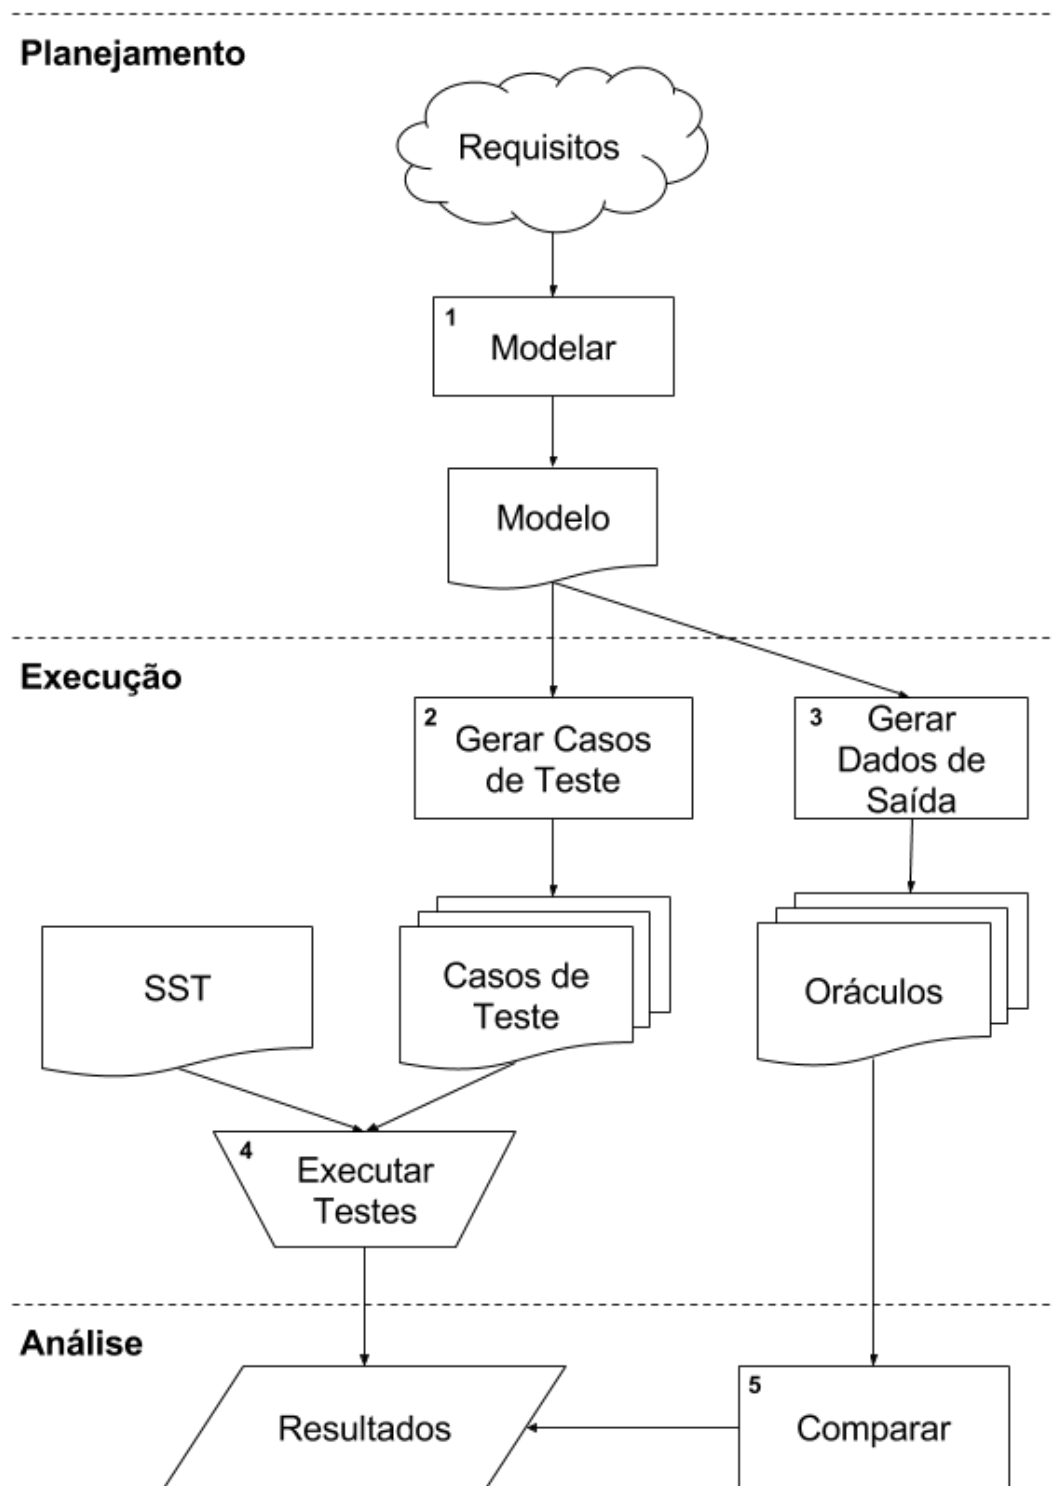 Planejamento
Requisitos
1
Modelar
Modelo
Execução
2
Gerar Casos
de Teste
3
Gerar
Dados de
Saída
SST
Casos de
Teste
Oráculos
4
Executar
Testes
Análise
Resultados
5
Comparar